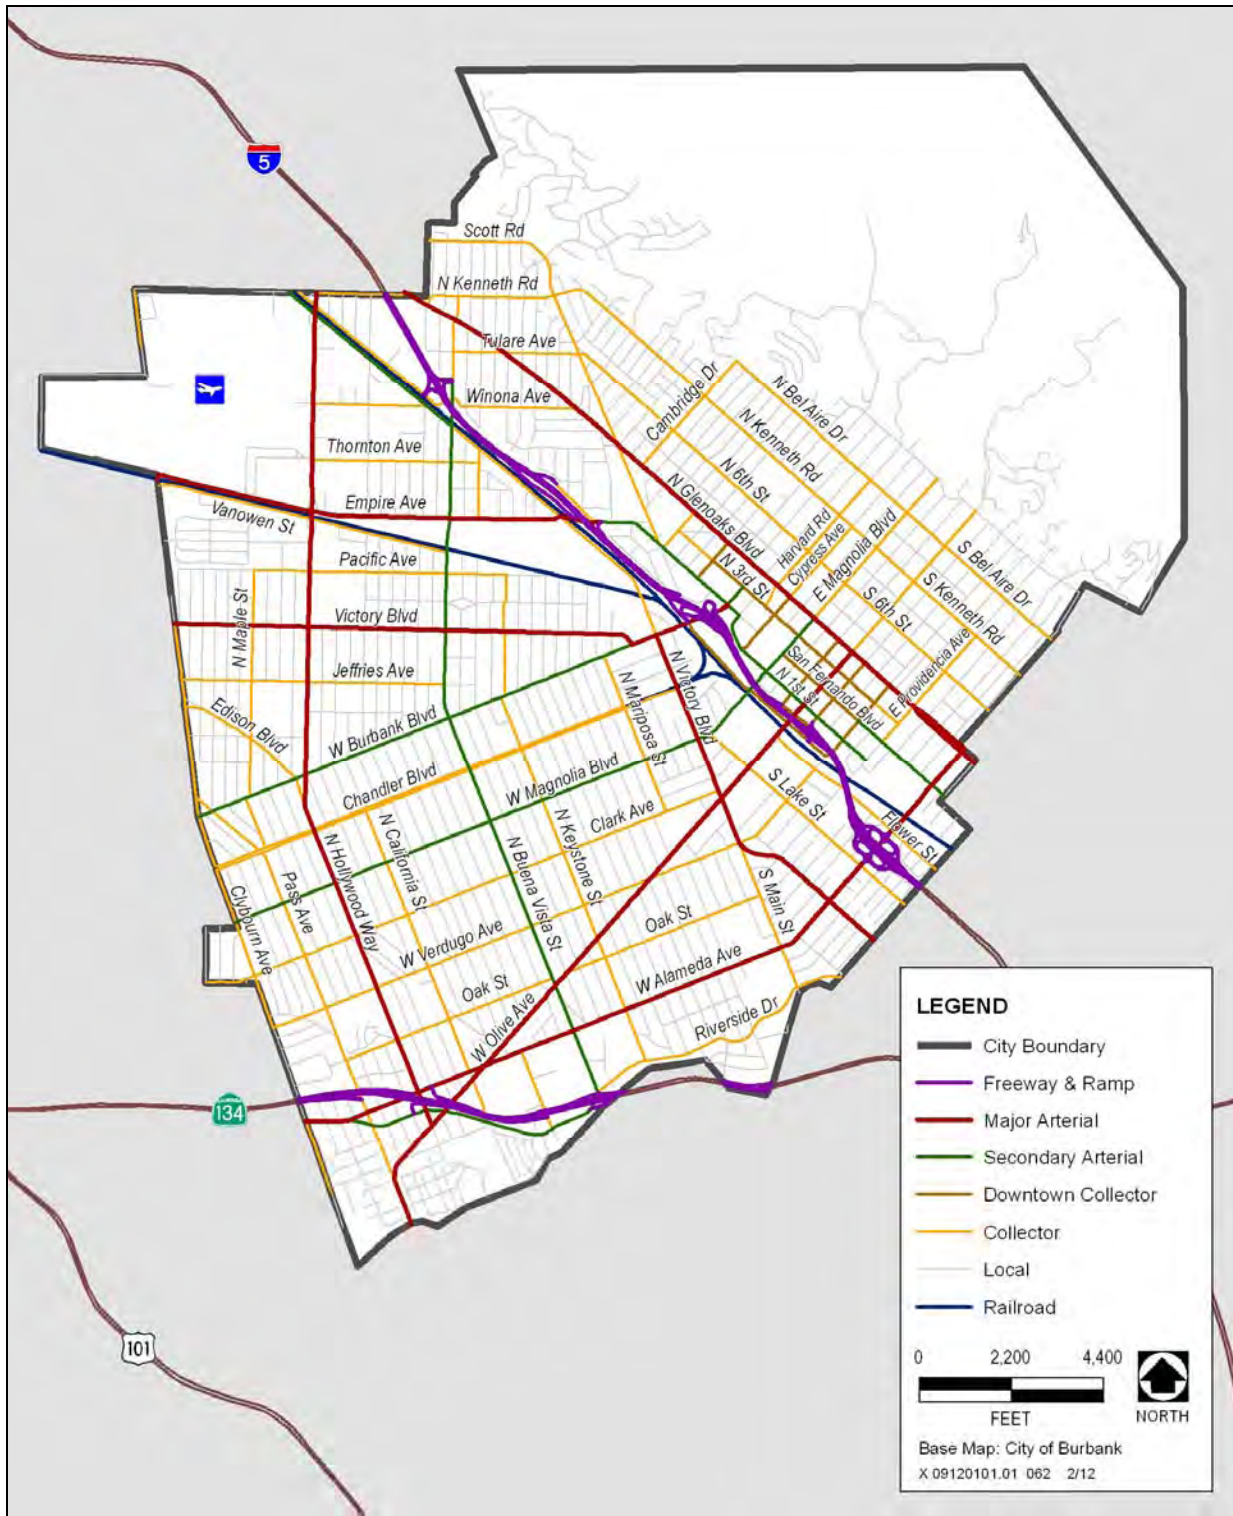 5
Scott Rd
N Kenneth Rd
Tulare Ave
Winona Ave
Cambridge Dr
N Bel Aire Dr
N Kenneth Rd
Thornton Ave
N 6th St
N Glenoaks Blvd
Empire Ave
Vanowen St
Harvard Rd
Cypress Ave
E Magnolia Blvd
N 3rd St
S Bel Aire Dr
Pacific Ave
S Kenneth Rd
S 6th St
Victory Blvd
N Maple St
Jeffries Ave
N Victory Blvd
N Mariposa St
San Fernando Blvd
N 1st St
E Providencia Ave
Edison Blvd
W Burbank Blvd
Chandler Blvd
W Magnolia Blvd
S Lake St
Clark Ave
Flower St
N Hollywood Way
N California St
N Keystone St
N Buena Vista St
Pass Ave
Clybourn Ave
S Main St
Oak St
W Verdugo Ave
W Alameda Ave
Oak St
W Olive Ave
Riverside Dr
CALIFORNIA
134
101
LEGEND
City Boundary
Freeway & Ramp
Major Arterial
Secondary Arterial
Downtown Collector
Collector
Local
Railroad
0 2,200 4,400
FEET
NORTH
Base Map: City of Burbank
X 09120101.01 062 2/12